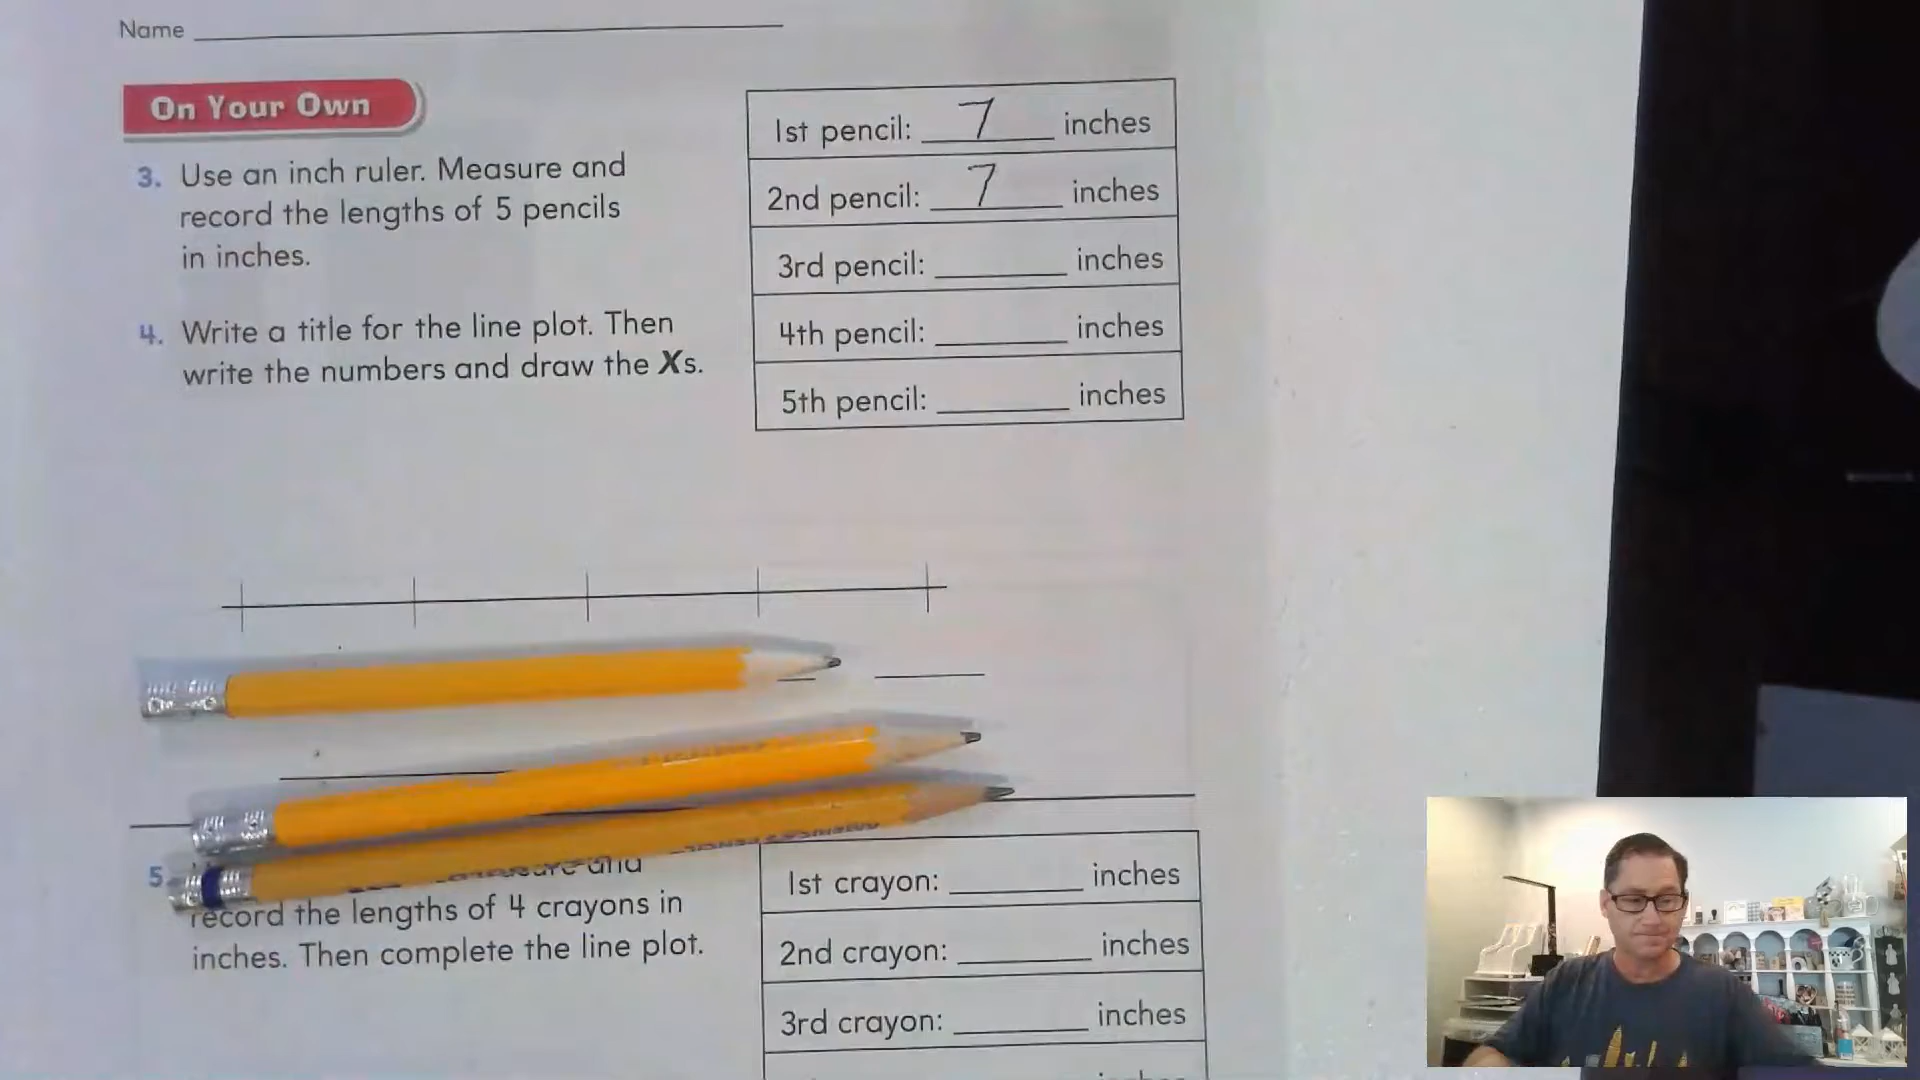 Name
On Your Own
3. Use an inch ruler. Measure and
record the lengths of 5 pencils
in inches.
4. Write a title for the line plot. Then
write the numbers and draw the Xs.
1st pencil: 7 inches
2nd pencil: 7 inches
3rd pencil: inches
4th pencil: inches
5th pencil: inches
5.
and
record the lengths of 4 crayons in
inches. Then complete the line plot.
1st crayon: inches
2nd crayon: inches
3rd crayon: inches